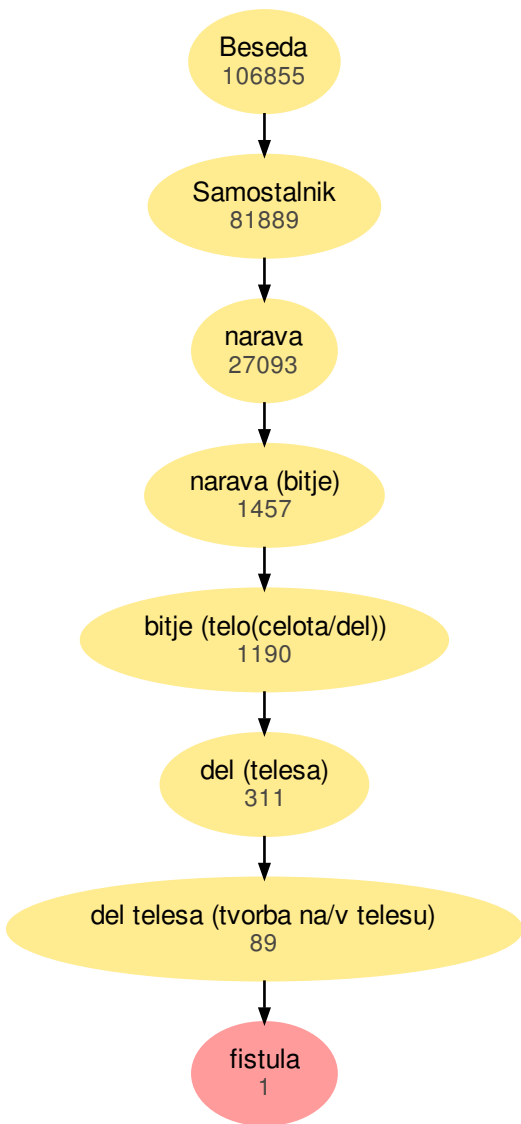 Beseda
106855
Samostalnik
81889
narava
27093
narava (bitje)
1457
bitje (telo(celota/del))
1190
del (telesa)
311
del telesa (tvorba na/v telesu)
89
fistula
1